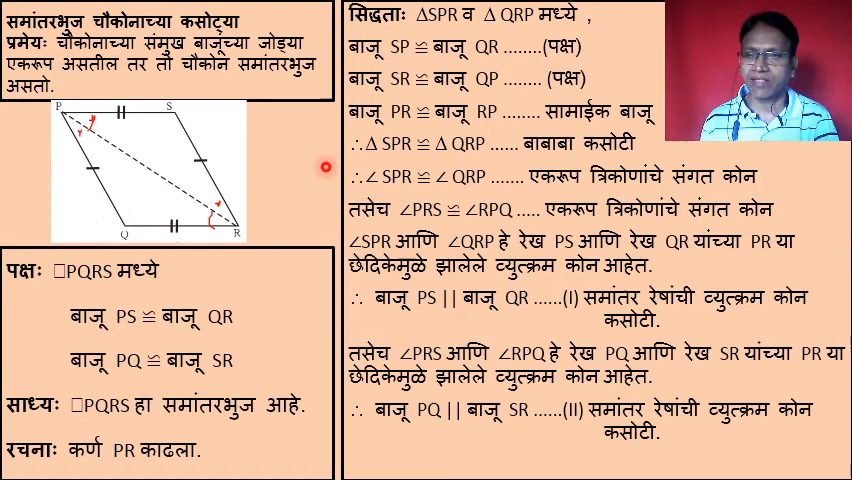 समांतरभुज चौकोनाच्या कसोट्या
प्रमेयः चौकोनाच्या संमुख बाजूंच्या जोड्या
एकरूप असतील तर तो चौकोन समांतरभुज
असतो.
P
S
Q
R
पक्षः □PQRS मध्ये
बाजू PS ≅ बाजू QR
बाजू PQ ≅ बाजू SR
साध्यः □PQRS हा समांतरभुज आहे.
रचनाः कर्ण PR काढला.
सिद्धताः ΔSPR व Δ QRP मध्ये ,
बाजू SP ≅ बाजू QR ........(पक्ष)
बाजू SR ≅ बाजू QP ........ (पक्ष)
बाजू PR ≅ बाजू RP ........ सामाईक बाजू
∴Δ SPR ≅ Δ QRP ...... बाबाबा कसोटी
∴∠ SPR ≅ ∠ QRP ....... एकरूप त्रिकोणांचे संगत कोन
तसेच ∠PRS ≅ ∠RPQ ..... एकरूप त्रिकोणांचे संगत कोन
∠SPR आणि ∠QRP हे रेख PS आणि रेख QR यांच्या PR या
छेदिकेमुळे झालेले व्युत्क्रम कोन आहेत.
∴ बाजू PS || बाजू QR ......(I) समांतर रेषांची व्युत्क्रम कोन
कसोटी.
तसेच ∠PRS आणि ∠RPQ हे रेख PQ आणि रेख SR यांच्या PR या
छेदिकेमुळे झालेले व्युत्क्रम कोन आहेत.
∴ बाजू PQ || बाजू SR ......(II) समांतर रेषांची व्युत्क्रम कोन
कसोटी.